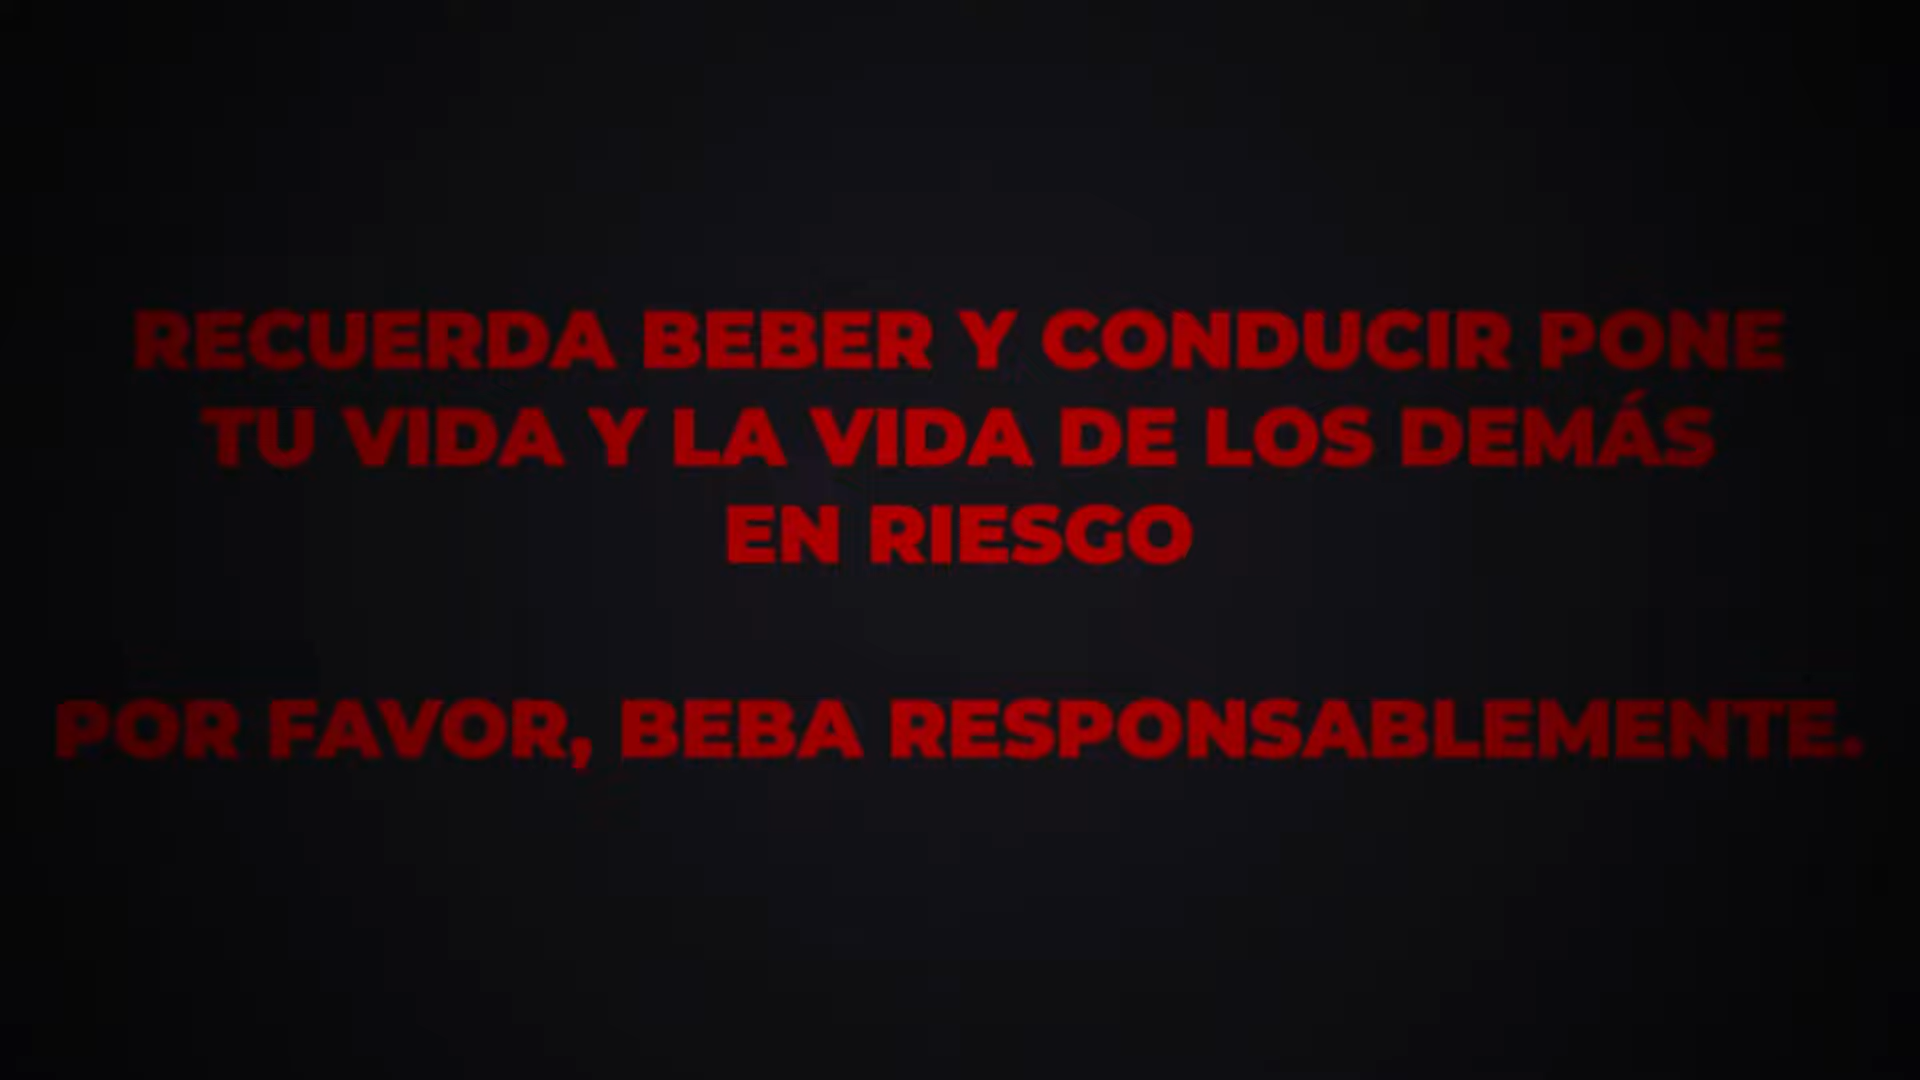 RECUERDA BEBER Y CONDUCIR PONE
TU VIDA Y LA VIDA DE LOS DEMÁS
EN RIESGO
POR FAVOR, BEBA RESPONSABLEMENTE.